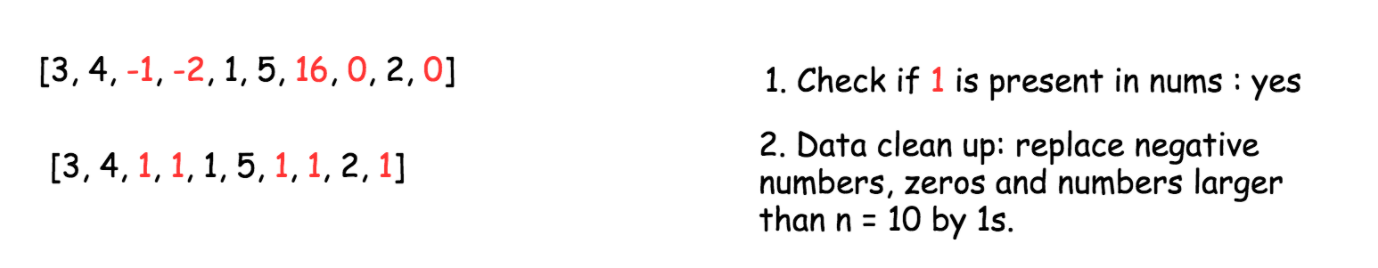 [3, 4, -1, -2, 1, 5, 16, 0, 2, 0]
[3, 4, 1, 1, 1, 5, 1, 1, 2, 1]
1. Check if 1 is present in nums : yes
2. Data clean up: replace negative
numbers, zeros and numbers larger
than n = 10 by 1s.